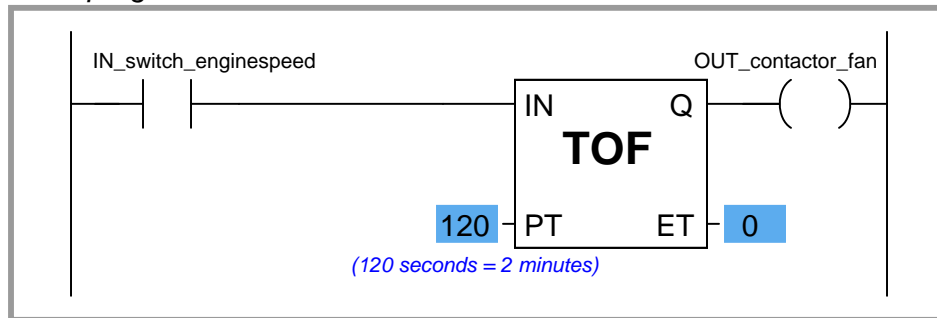 IN_switch_enginespeed
OUT_contactor_fan
IN Q
TOF
120 PT ET 0
(120 seconds = 2 minutes)